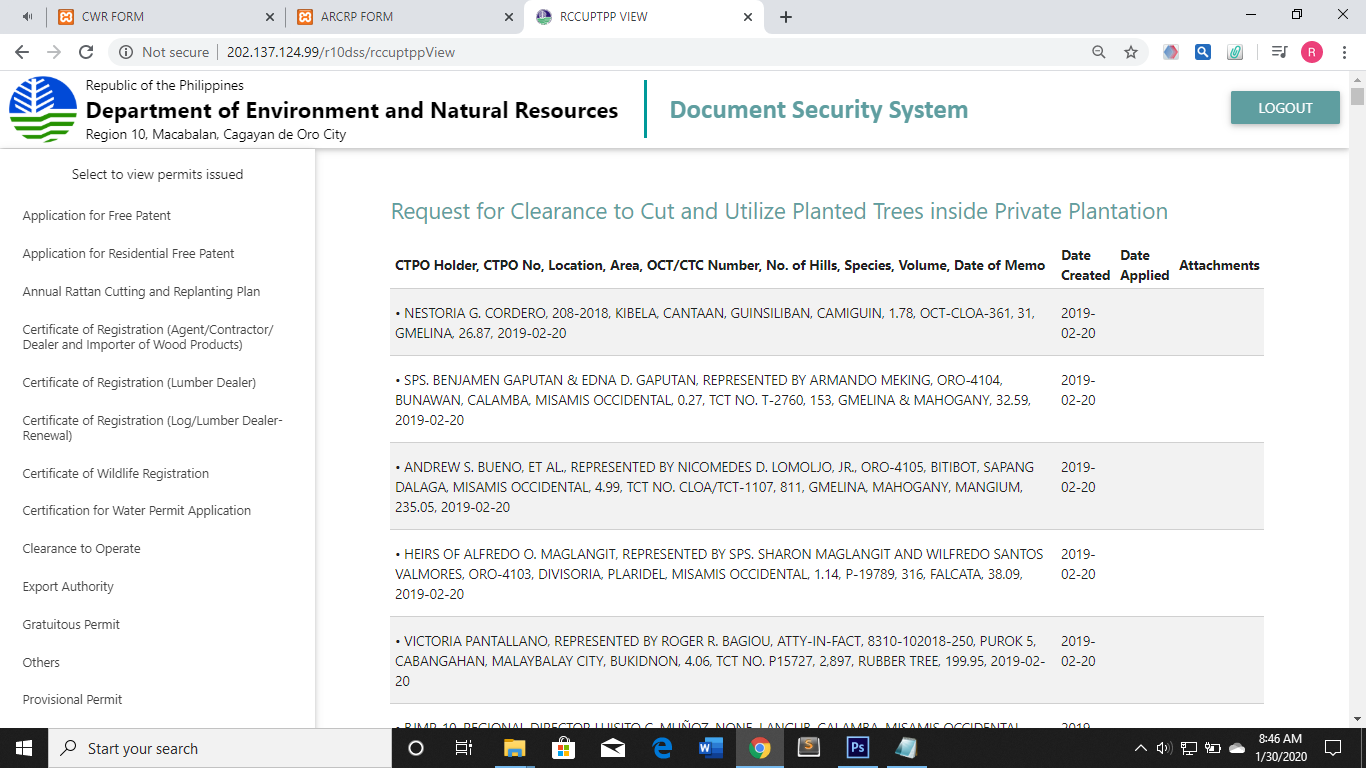 CWR FORM
ARCRP FORM
RCCUPTPP VIEW
Not secure
202.137.124.99/r10dss/rccuptppView
R
Republic of the Philippines
Department of Environment and Natural Resources
Region 10, Macabalan, Cagayan de Oro City
Document Security System
LOGOUT
Select to view permits issued
Application for Free Patent
Application for Residential Free Patent
Annual Rattan Cutting and Replanting Plan
Certificate of Registration (Agent/Contractor/
Dealer and Importer of Wood Products)
Certificate of Registration (Lumber Dealer)
Certificate of Registration (Log/Lumber Dealer-
Renewal)
Certificate of Wildlife Registration
Certification for Water Permit Application
Clearance to Operate
Export Authority
Gratuitous Permit
Others
Provisional Permit
Request for Clearance to Cut and Utilize Planted Trees inside Private Plantation
CTPO Holder, CTPO No, Location, Area, OCT/CTC Number, No. of Hills, Species, Volume, Date of Memo
Date
Created
Date
Applied
Attachments
• NESTORIA G. CORDERO, 208-2018, KIBELA, CANTAAN, GUINSILIBAN, CAMIGUIN, 1.78, OCT-CLOA-361, 31,
GMELINA, 26.87, 2019-02-20
2019-
02-20
• SPS. BENJAMEN GAPUTAN & EDNA D. GAPUTAN, REPRESENTED BY ARMANDO MEKING, ORO-4104,
BUNAWAN, CALAMBA, MISAMIS OCCIDENTAL, 0.27, TCT NO. T-2760, 153, GMELINA & MAHOGANY, 32.59,
2019-02-20
2019-
02-20
• ANDREW S. BUENO, ET AL., REPRESENTED BY NICOMEDES D. LOMOLJO, JR., ORO-4105, BITIBOT, SAPANG
DALAGA, MISAMIS OCCIDENTAL, 4.99, TCT NO. CLOA/TCT-1107, 811, GMELINA, MAHOGANY, MANGIUM,
235.05, 2019-02-20
2019-
02-20
• HEIRS OF ALFREDO O. MAGLANGIT, REPRESENTED BY SPS. SHARON MAGLANGIT AND WILFREDO SANTOS
VALMORES, ORO-4103, DIVISORIA, PLARIDEL, MISAMIS OCCIDENTAL, 1.14, P-19789, 316, FALCATA, 38.09,
2019-02-20
2019-
02-20
• VICTORIA PANTALLANO, REPRESENTED BY ROGER R. BAGIOU, ATTY-IN-FACT, 8310-102018-250, PUROK 5,
CABANGAHAN, MALAYBALAY CITY, BUKIDNON, 4.06, TCT NO. P15727, 2,897, RUBBER TREE, 199.95, 2019-02-
20
2019-
02-20
• BJMP-10, REGIONAL DIRECTOR LUISITO C. MUÑOZ, NONE, LANGUB, CALAMBA, MISAMIS OCCIDENTAL,
2019-
Start your search
W
S
Ps
8:46 AM
1/30/2020